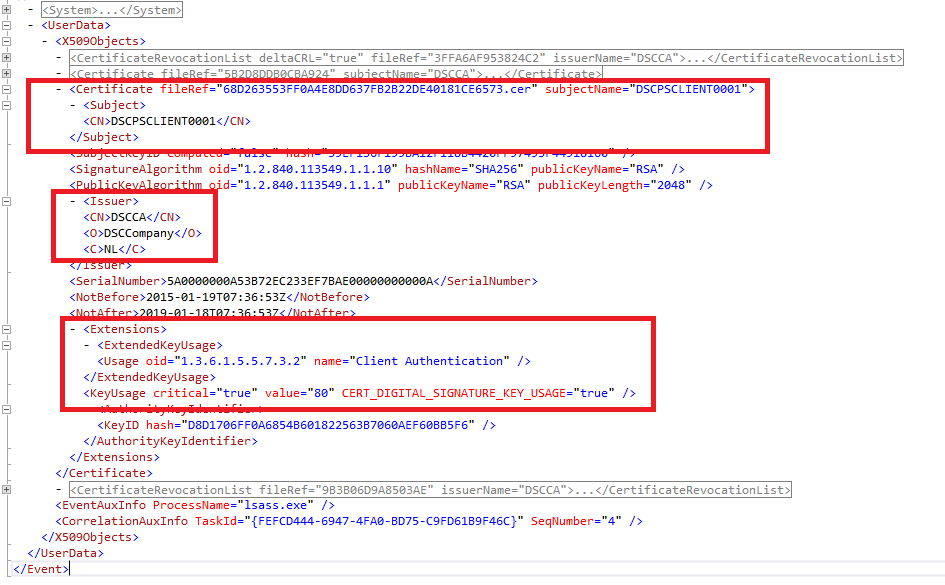 - <System>...</System>
- <UserData>
- <X509Objects>
- <CertificateRevocationList deltaCRL="true" fileRef="3FFA6AF953824C2" issuerName="DSCCA">...</CertificateRevocationList>
- <Certificate fileRef="5B2D8DDB0CBA924" subjectName="DSCCA">...</Certificate>
- <Certificate fileRef="68D263553FF0A4E8DD637FB2B22DE40181CE6573.cer" subjectName="DSCPSCLIENT0001">
- <Subject>
<CN>DSCPSCLIENT0001</CN>
</Subject>
<SubjectKeyID computed="false"
<SignatureAlgorithm oid="1.2.840.113549.1.1.10" hashName="SHA256" publicKeyName="RSA" />
<PublicKeyAlgorithm oid="1.2.840.113549.1.1.1" publicKeyName="RSA" publicKeyLength="2048" />
- <Issuer>
<CN>DSCCA</CN>
<O>DSCCompany</O>
<C>NL</C>
</Issuer>
<SerialNumber>5A0000000A53B72EC233EF7BAE00000000000A</SerialNumber>
<NotBefore>2015-01-19T07:36:53Z</NotBefore>
<NotAfter>2019-01-18T07:36:53Z</NotAfter>
- <Extensions>
- <ExtendedKeyUsage>
<Usage oid="1.3.6.1.5.5.7.3.2" name="Client Authentication" />
</ExtendedKeyUsage>
<KeyUsage critical="true" value="80" CERT_DIGITAL_SIGNATURE_KEY_USAGE="true" />
<AuthorityKeyIdentifier>
<KeyID hash="D8D1706FF0A6854B601822563B7060AEF60BB5F6" />
</AuthorityKeyIdentifier>
</Extensions>
</Certificate>
- <CertificateRevocationList fileRef="9B3B06D9A8503AE" issuerName="DSCCA">...</CertificateRevocationList>
<EventAuxInfo ProcessName="lsass.exe" />
<CorrelationAuxInfo TaskId="{FEFCD444-6947-4FA0-BD75-C9FD61B9F46C}" SeqNumber="4" />
</X509Objects>
</UserData>
</Event>